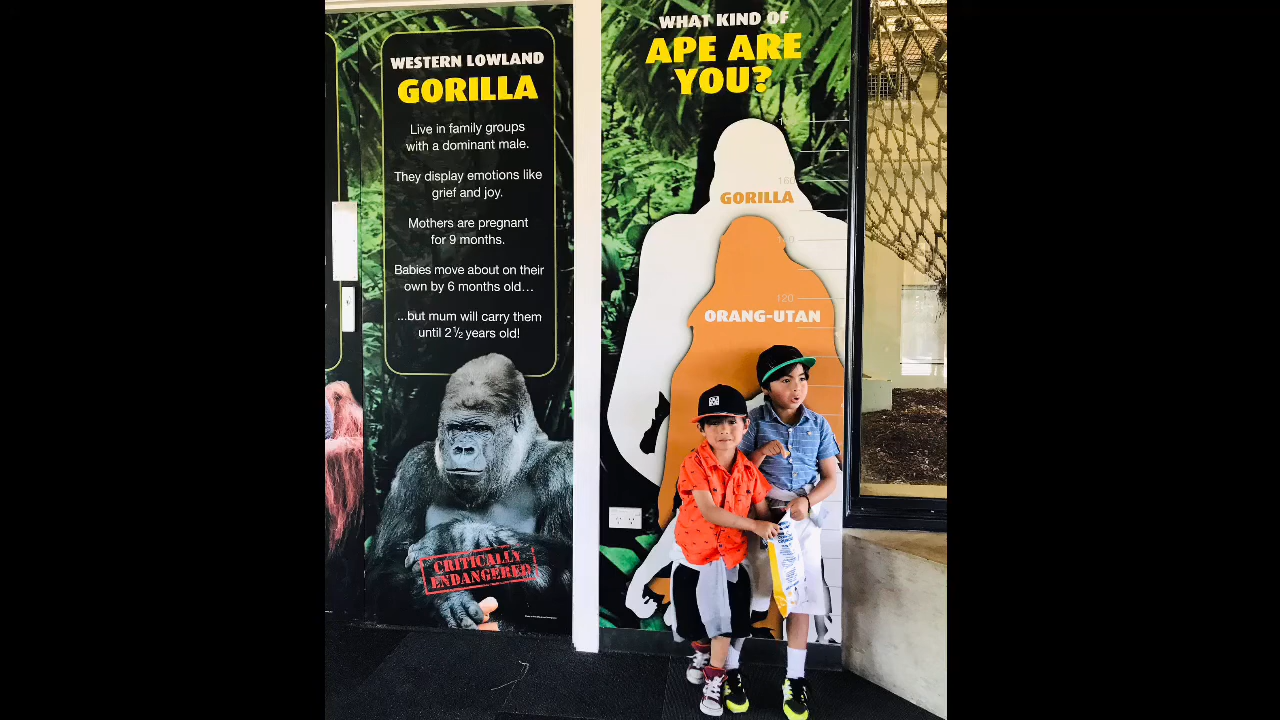 WESTERN LOWLAND
GORILLA
Live in family groups
with a dominant male.
They display emotions like
grief and joy.
Mothers are pregnant
for 9 months.
Babies move about on their
own by 6 months old...
...but mum will carry them
until 2½ years old!
CRITICALLY
ENDANGERED
WHAT KIND OF
APE ARE
YOU?
160
GORILLA
120
ORANG-UTAN